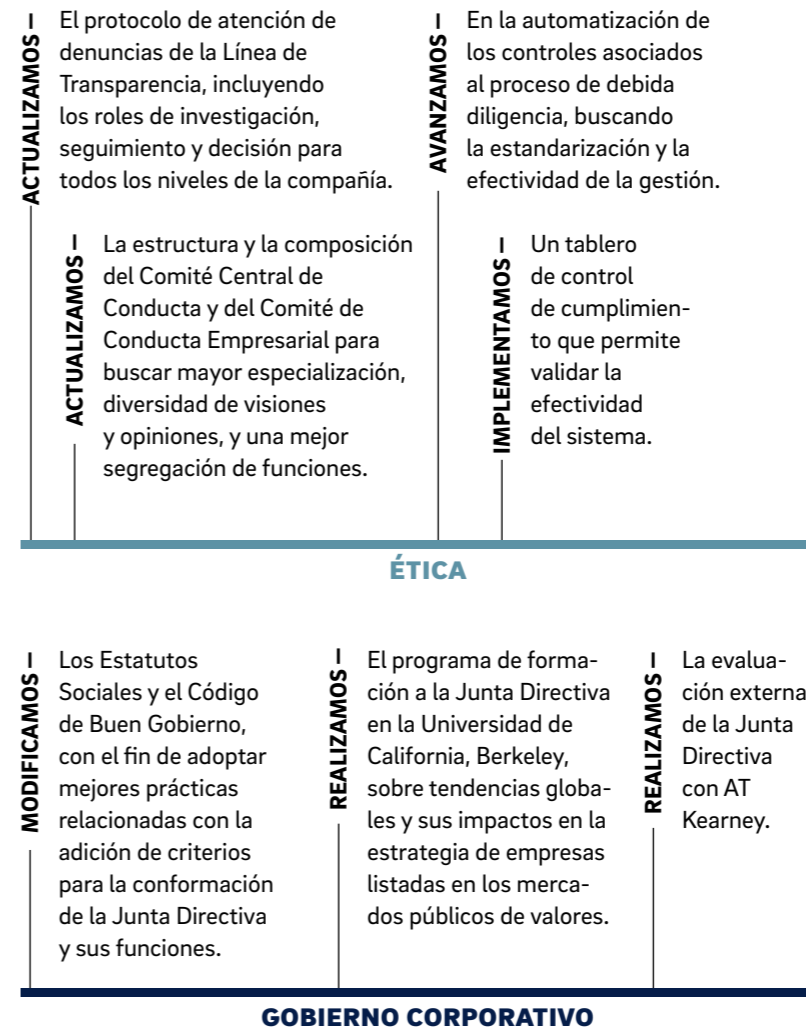 ACTUALIZAMOS –
El protocolo de atención de
denuncias de la Línea de
Transparencia, incluyendo
los roles de investigación,
seguimiento y decisión para
todos los niveles de la compañía.
ACTUALIZAMOS –
La estructura y la composición
del Comité Central de
Conducta y del Comité de
Conducta Empresarial para
buscar mayor especialización,
diversidad de visiones
y opiniones, y una mejor
segregación de funciones.
AVANZAMOS –
En la automatización de
los controles asociados
al proceso de debida
diligencia, buscando
la estandarización y la
efectividad de la gestión.
IMPLEMENTAMOS –
Un tablero
de control
de cumplimien-
to que permite
validar la
efectividad
del sistema.
ÉTICA
MODIFICAMOS –
Los Estatutos
Sociales y el Código
de Buen Gobierno,
con el fin de adoptar
mejores prácticas
relacionadas con la
adición de criterios
para la conformación
de la Junta Directiva
y sus funciones.
REALIZAMOS –
El programa de forma-
ción a la Junta Directiva
en la Universidad de
California, Berkeley,
sobre tendencias globa-
les y sus impactos en la
estrategia de empresas
listadas en los merca-
dos públicos de valores.
REALIZAMOS –
La evalua-
ción externa
de la Junta
Directiva
con AT
Kearney.
GOBIERNO CORPORATIVO